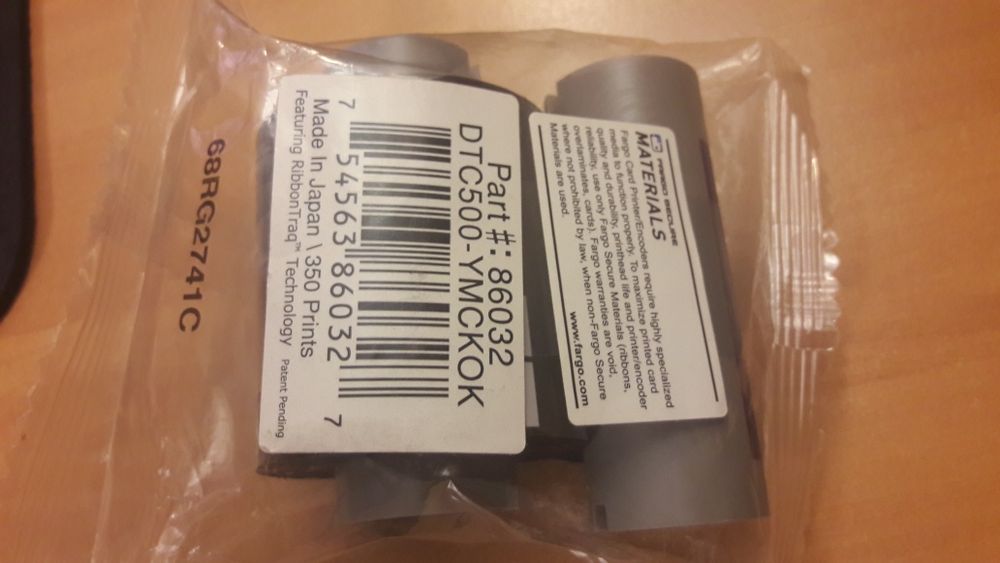 Part #: 86032
DTC500-YMCKOK
7 54563 86032 7
Made In Japan \ 350 Prints
Featuring RibbonTraq™ Technology Patent Pending
FARGO SECURE
MATERIALS
Fargo Card Printer/Encoders require highly specialized
media to function properly. To maximize printed card
quality and durability, printhead life and printer/encoder
reliability, use only Fargo Secure Materials (ribbons,
overlaminates, cards). Fargo warranties are void,
where not prohibited by law, when non-Fargo Secure
Materials are used.
www.fargo.com
68RG2741C